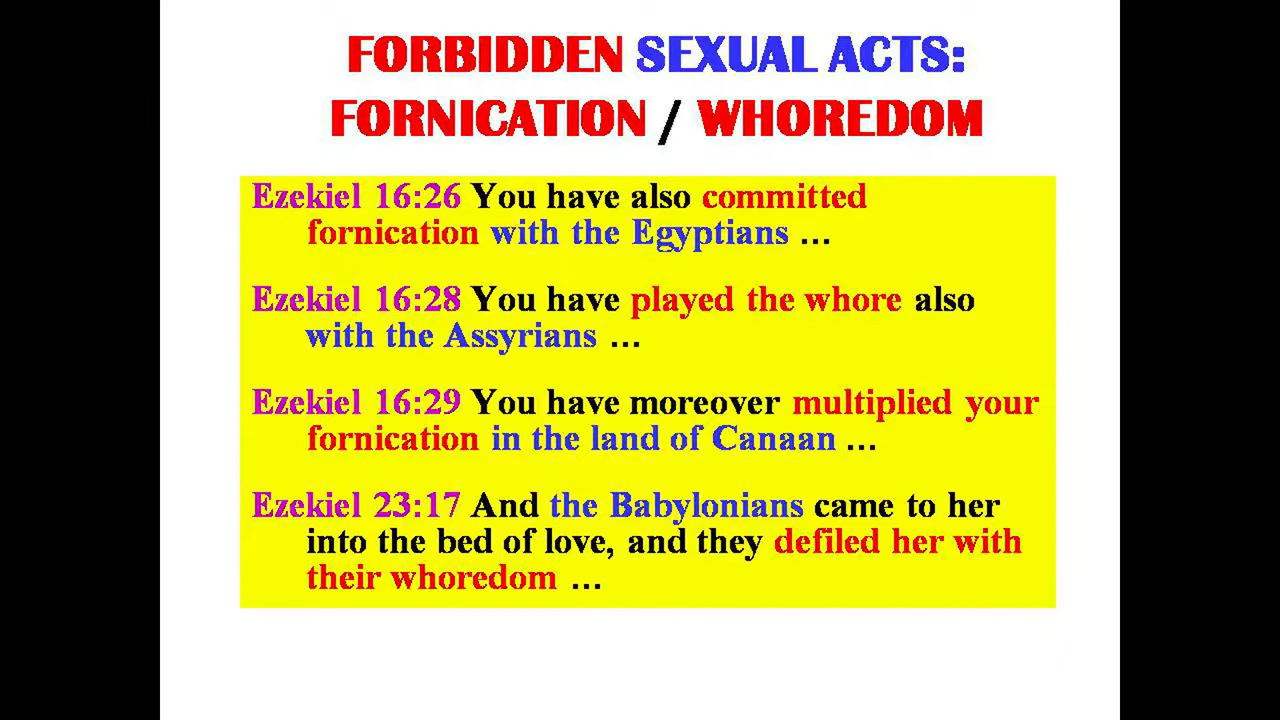 FORBIDDEN SEXUAL ACTS:
FORNICATION / WHOREDOM
Ezekiel 16:26 You have also committed
fornication with the Egyptians ...
Ezekiel 16:28 You have played the whore also
with the Assyrians ...
Ezekiel 16:29 You have moreover multiplied your
fornication in the land of Canaan ...
Ezekiel 23:17 And the Babylonians came to her
into the bed of love, and they defiled her with
their whoredom ...